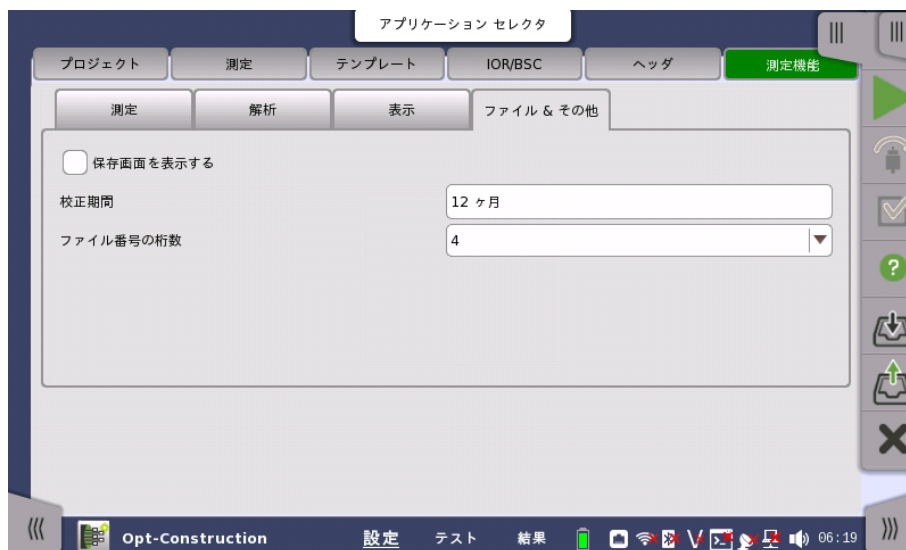 アプリケーション セレクタ
プロジェクト 測定 テンプレート IOR/BSC ヘッダ 測定機能
測定 解析 表示 ファイル & その他
保存画面を表示する
校正期間 12 ヶ月
ファイル番号の桁数 4
Opt-Construction 設定 テスト 結果 06:19